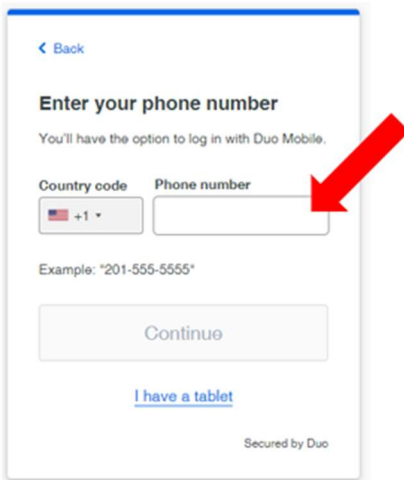 Back
Enter your phone number
You'll have the option to log in with Duo Mobile.
Country code Phone number
+1
Example: "201-555-5555"
Continue
I have a tablet
Secured by Duo